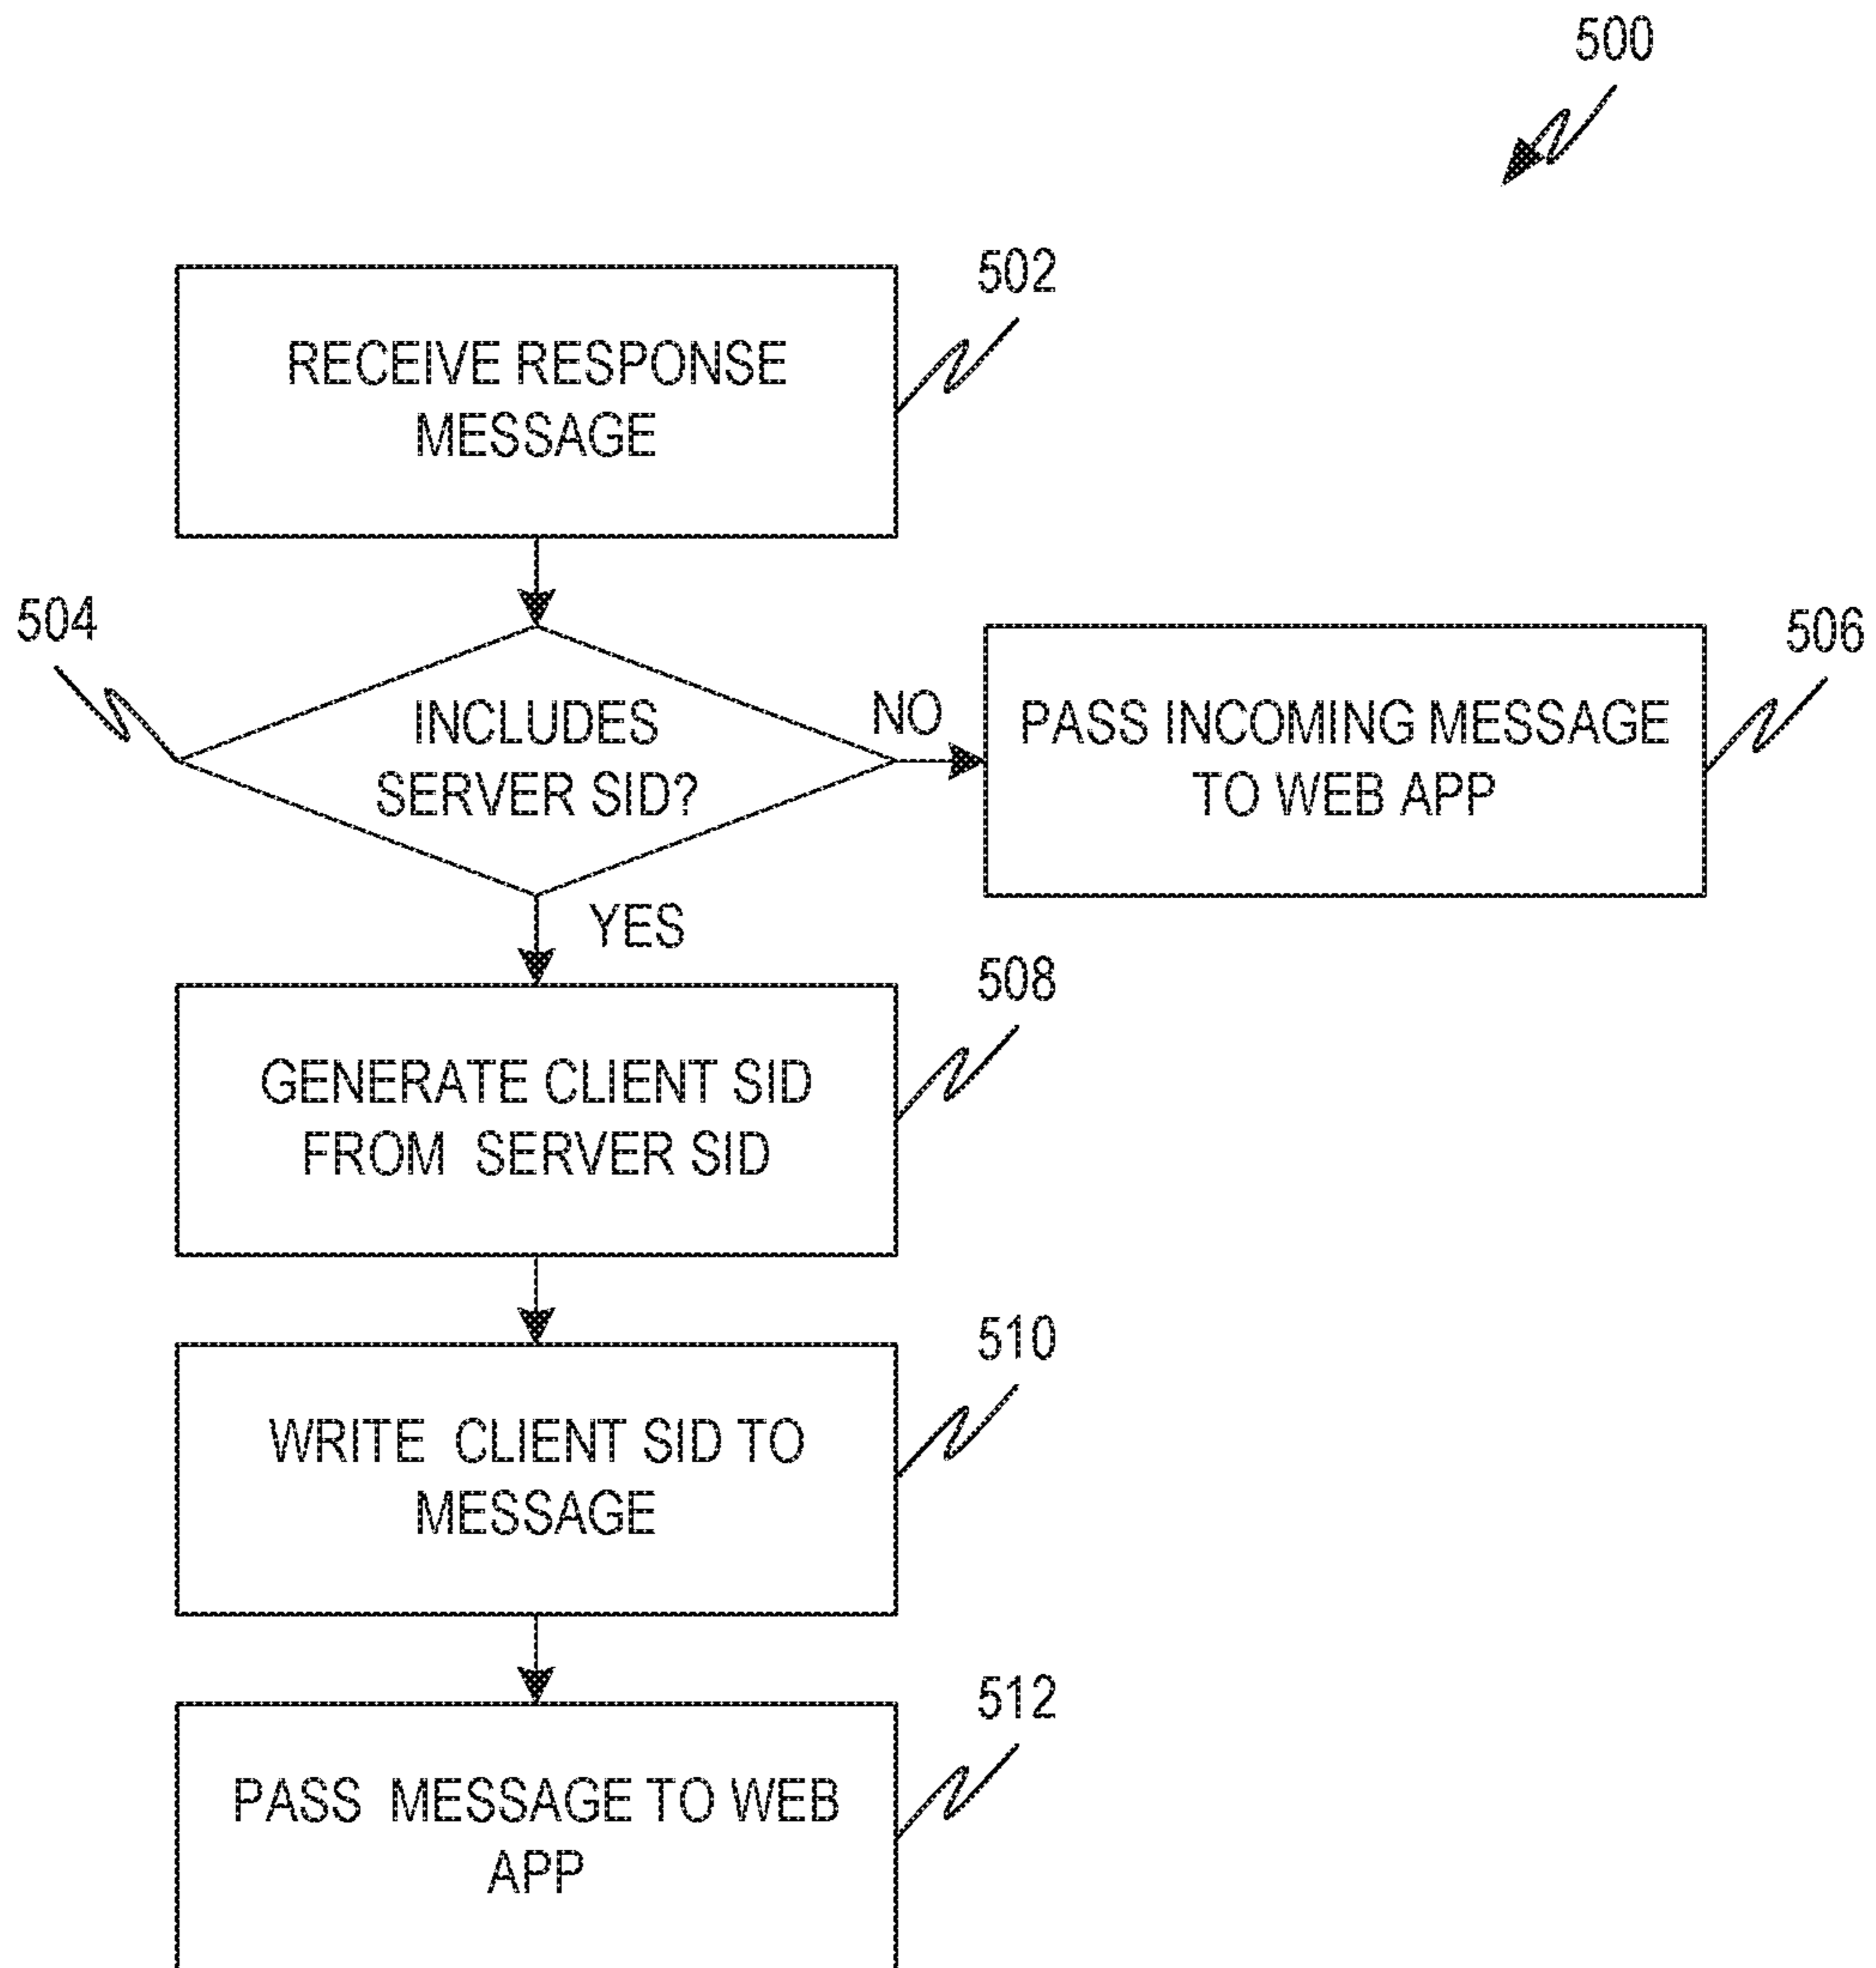 500
502
RECEIVE RESPONSE
MESSAGE
504
INCLUDES
SERVER SID?
NO
506
PASS INCOMING MESSAGE
TO WEB APP
YES
508
GENERATE CLIENT SID
FROM SERVER SID
510
WRITE CLIENT SID TO
MESSAGE
512
PASS MESSAGE TO WEB
APP